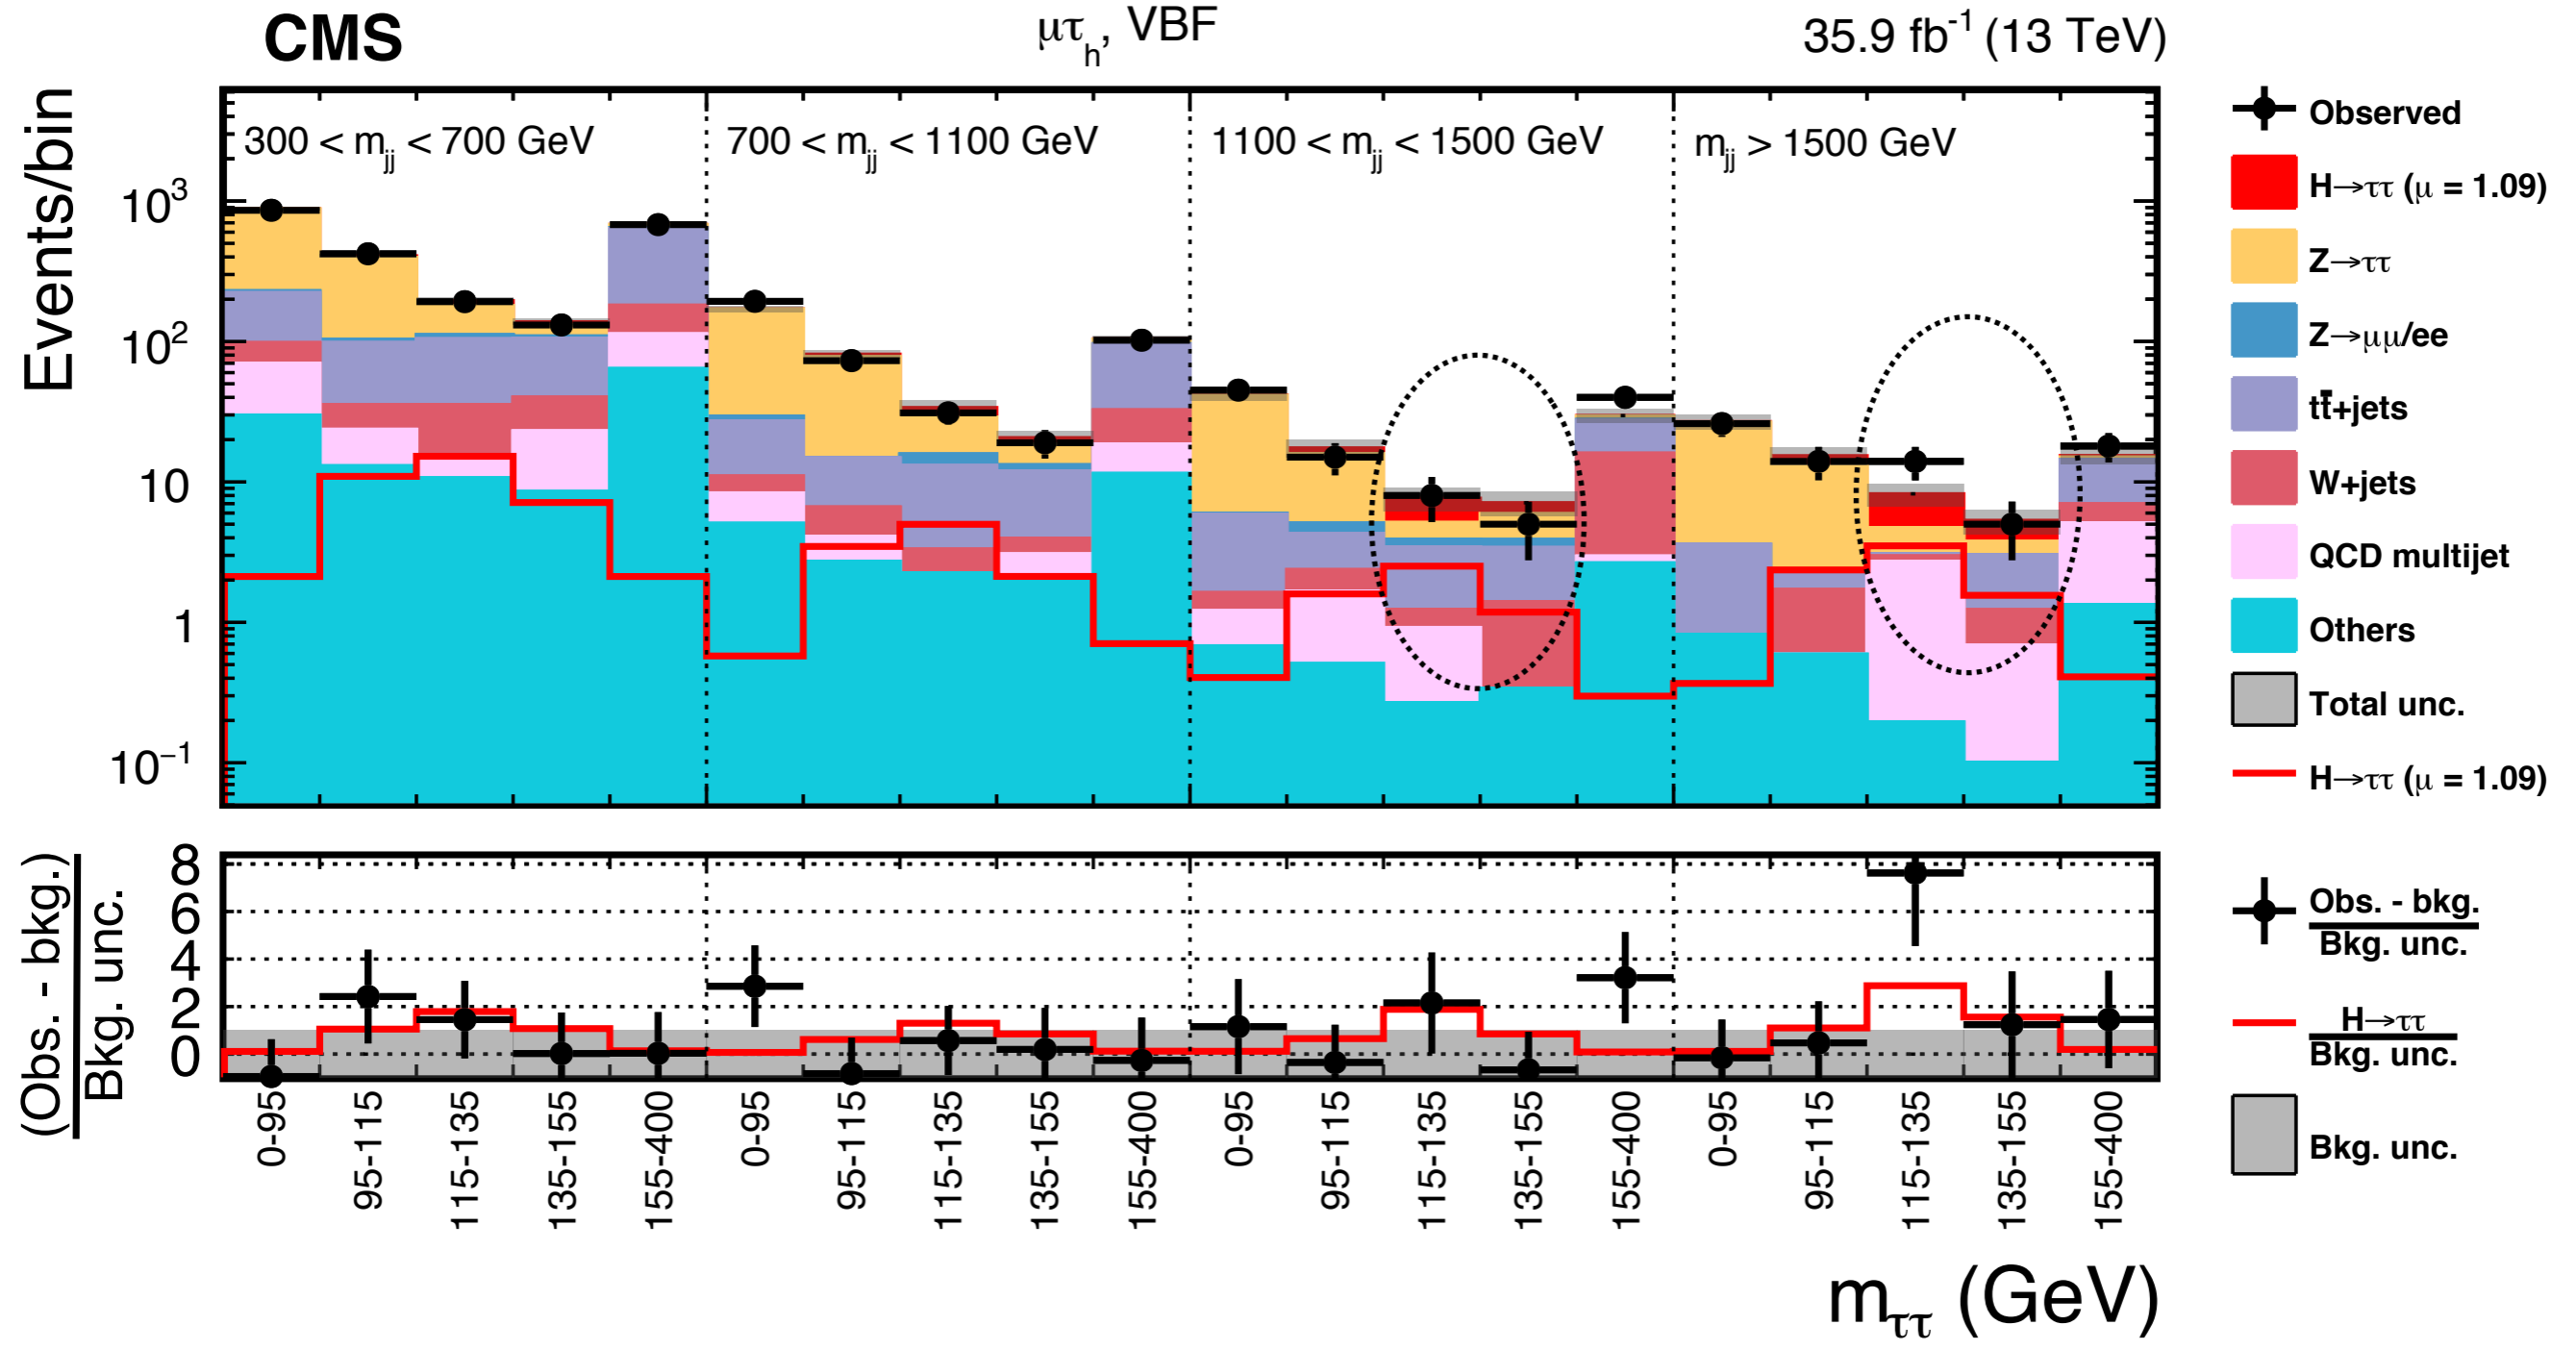 CMS
μτh, VBF
35.9 fb-1 (13 TeV)
Events/bin
300 < mjj < 700 GeV
700 < mjj < 1100 GeV
1100 < mjj < 1500 GeV
mjj > 1500 GeV
10³
10²
10
1
10−1
Observed
H→ττ (μ = 1.09)
Z→ττ
Z→μμ/ee
tt̄+jets
W+jets
QCD multijet
Others
Total unc.
H→ττ (μ = 1.09)
(Obs. - bkg.)
Bkg. unc.
8
6
4
2
0
Obs. - bkg.
Bkg. unc.
H→ττ
Bkg. unc.
Bkg. unc.
0-95
95-115
115-135
135-155
155-400
0-95
95-115
115-135
135-155
155-400
0-95
95-115
115-135
135-155
155-400
0-95
95-115
115-135
135-155
155-400
mττ (GeV)